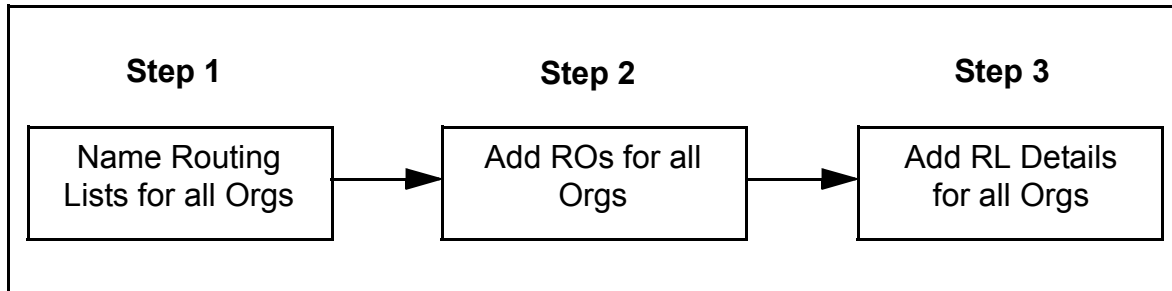 Step 1
Step 2
Step 3
Name Routing
Lists for all Orgs
Add ROs for all
Orgs
Add RL Details
for all Orgs